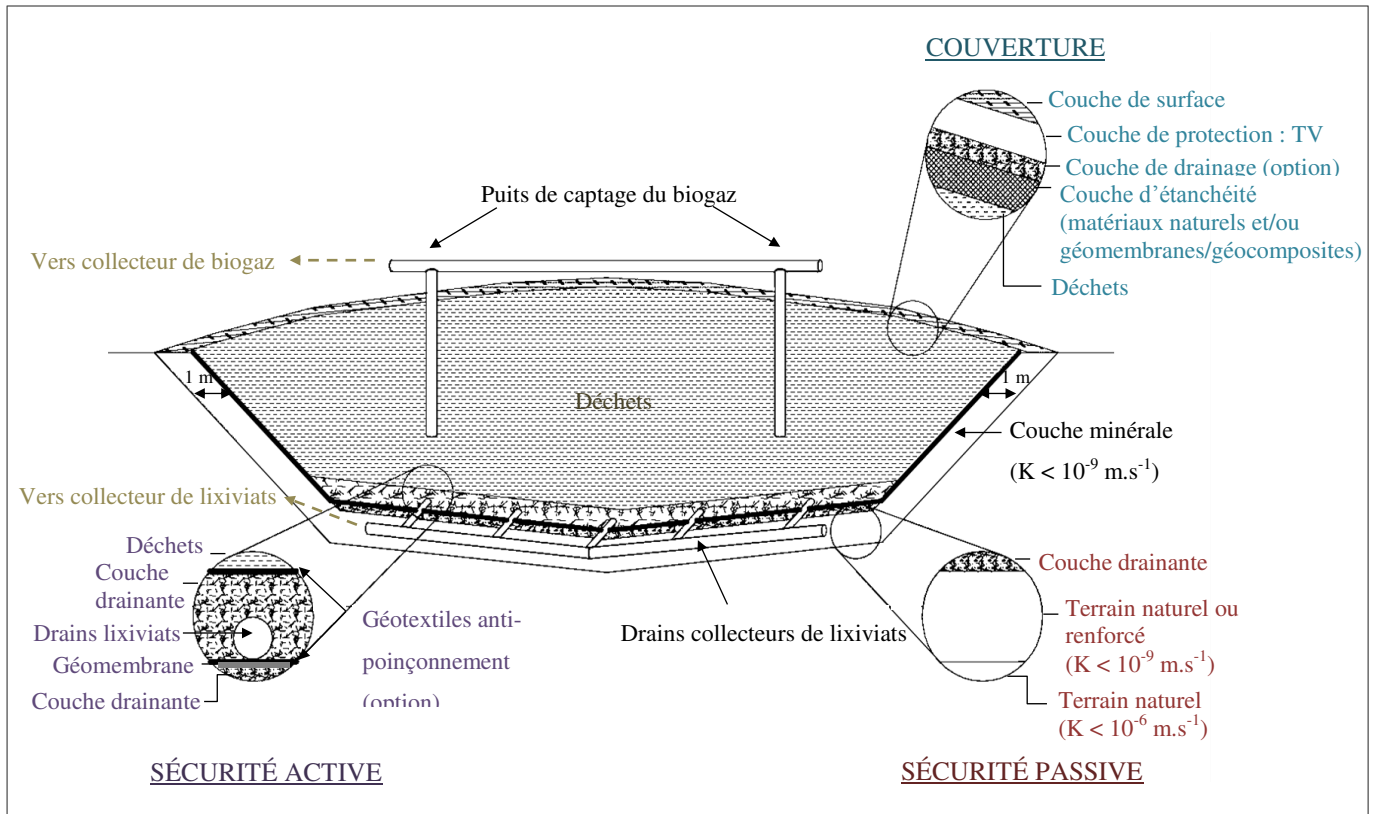 COUVERTURE
Couche de surface
Couche de protection : TV
Couche de drainage (option)
Couche d'étanchéité
(matériaux naturels et/ou
géomembranes/géocomposites)
Déchets
Puits de captage du biogaz
Vers collecteur de biogaz
1 m
1 m
Déchets
Couche minérale
(K < 10⁻⁹ m.s⁻¹)
Vers collecteur de lixiviats
Déchets
Couche
drainante
Drains lixiviats
Géomembrane
Couche drainante
Géotextiles anti-
poinçonnement
(option)
Drains collecteurs de lixiviats
Couche drainante
Terrain naturel ou
renforcé
(K < 10⁻⁹ m.s⁻¹)
Terrain naturel
(K < 10⁻⁶ m.s⁻¹)
SÉCURITÉ ACTIVE
SÉCURITÉ PASSIVE